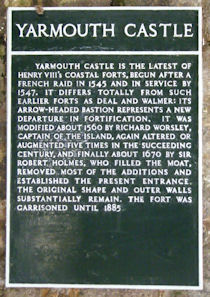 YARMOUTH CASTLE
YARMOUTH CASTLE IS THE LATEST OF
HENRY VIII's COASTAL FORTS, BEGUN AFTER A
FRENCH RAID IN 1545 AND IN SERVICE BY
1547. IT DIFFERS TOTALLY FROM SUCH
EARLIER FORTS AS DEAL AND WALMER: ITS
ARROW-HEADED BASTION REPRESENTS A NEW
DEPARTURE IN FORTIFICATION. IT WAS
MODIFIED ABOUT 1560 BY RICHARD WORSLEY,
CAPTAIN OF THE ISLAND, AGAIN ALTERED OR
AUGMENTED FIVE TIMES IN THE SUCCEEDING
CENTURY, AND FINALLY ABOUT 1670 BY SIR
ROBERT HOLMES, WHO FILLED THE MOAT,
REMOVED MOST OF THE ADDITIONS AND
ESTABLISHED THE PRESENT ENTRANCE.
THE ORIGINAL SHAPE AND OUTER WALLS
SUBSTANTIALLY REMAIN. THE FORT WAS
GARRISONED UNTIL 1885.